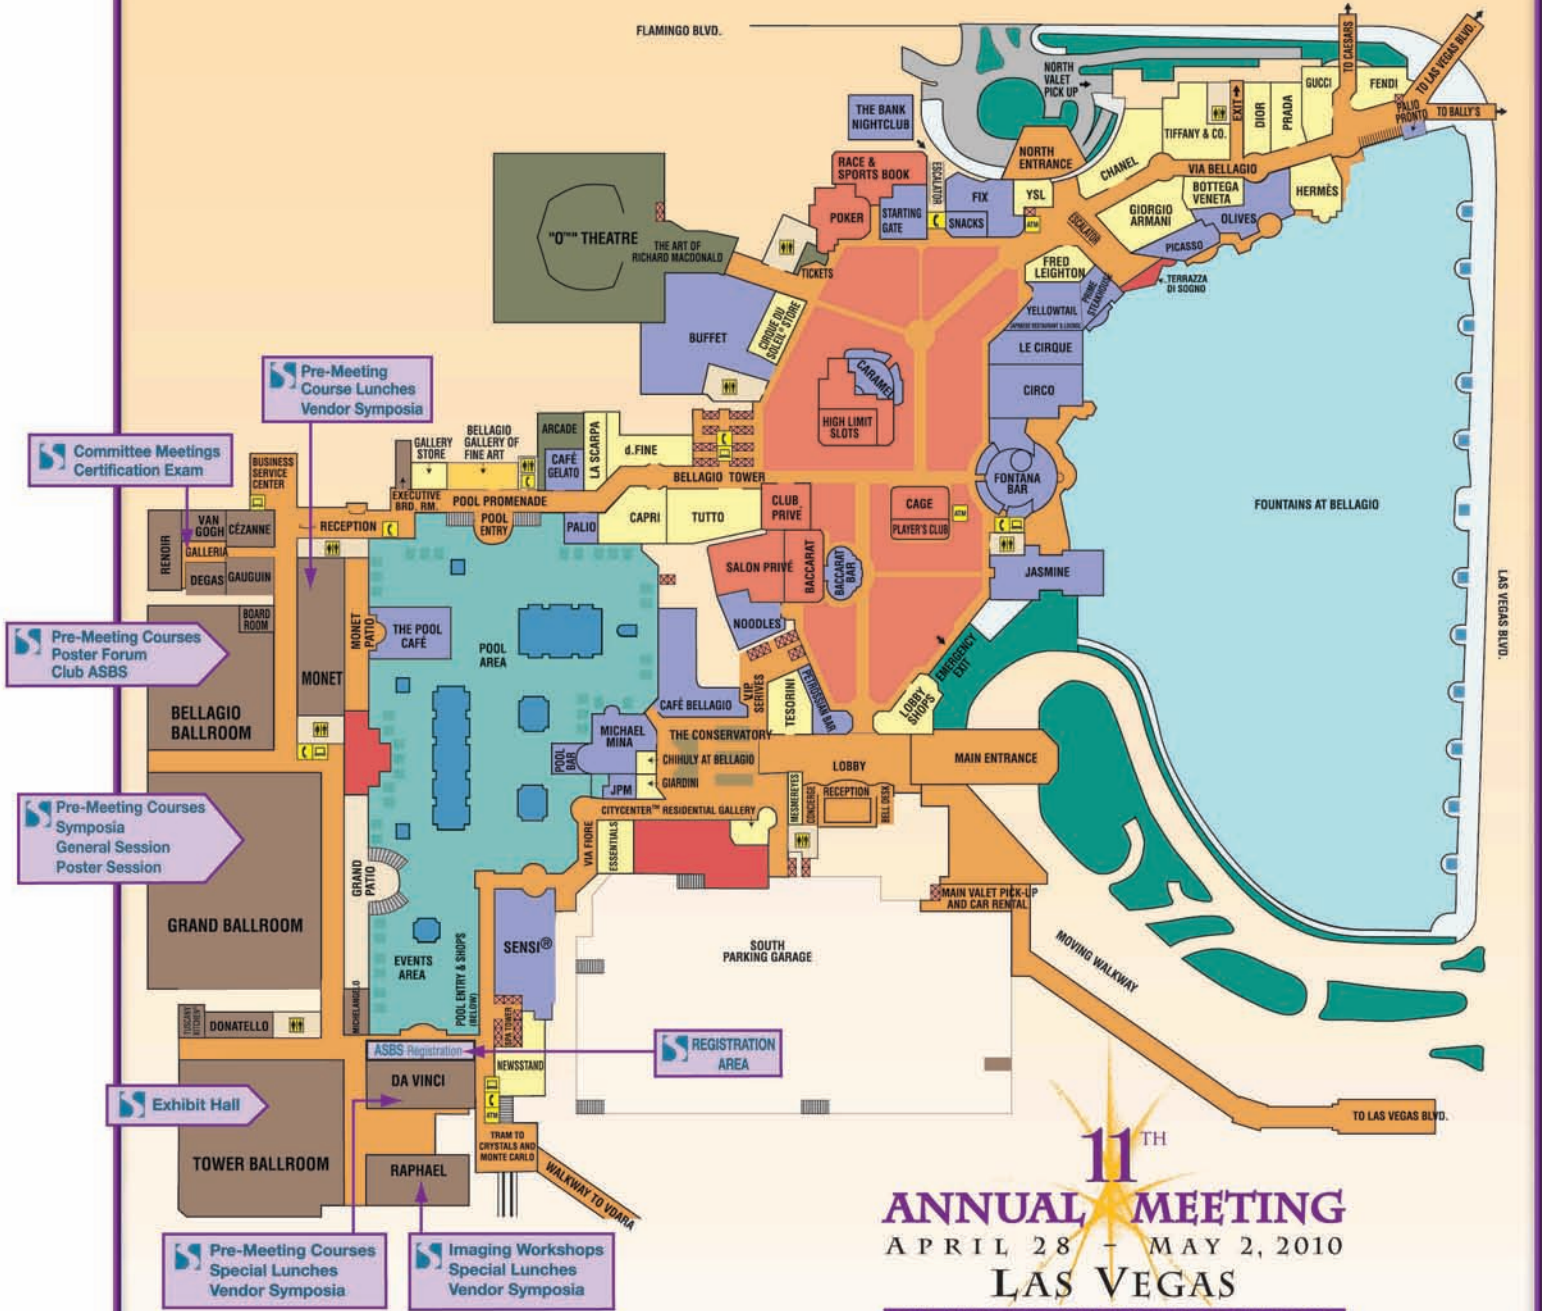 FLAMINGO BLVD.
NORTH
VALET
PICK UP
TO CAESARS
TO LAS VEGAS BLVD.
GUCCI
FENDI
PALIO
PRONTO
TO BALLY'S
THE BANK
NIGHTCLUB
TIFFANY & CO.
EXIT
DIOR
PRADA
NORTH
ENTRANCE
CHANEL
VIA BELLAGIO
RACE &
SPORTS BOOK
ESCALATOR
FIX
YSL
BOTTEGA
VENETA
HERMÈS
POKER
STARTING
GATE
SNACKS
ATM
ESCALATOR
GIORGIO
ARMANI
OLIVES
PICASSO
"O" THEATRE
THE ART OF
RICHARD MACDONALD
TICKETS
FRED
LEIGHTON
PRIME
STEAKHOUSE
TERRAZZA
DI SOGNO
YELLOWTAIL
JAPANESE RESTAURANT & LOUNGE
BUFFET
CIRQUE DU
SOLEIL STORE
LE CIRQUE
CIRCO
CARAMEL
HIGH LIMIT
SLOTS
Pre-Meeting
Course Lunches
Vendor Symposia
Committee Meetings
Certification Exam
BUSINESS
SERVICE
CENTER
GALLERY
STORE
BELLAGIO
GALLERY OF
FINE ART
ARCADE
CAFÉ
GELATO
LA SCARPA
d.FINE
BELLAGIO TOWER
EXECUTIVE
BRD. RM.
POOL PROMENADE
RECEPTION
POOL
ENTRY
PALIO
CAPRI
TUTTO
CLUB
PRIVÉ
CAGE
PLAYER'S CLUB
ATM
FONTANA
BAR
FOUNTAINS AT BELLAGIO
RENOIR
VAN
GOGH
CÉZANNE
GALLERIA
DEGAS
GAUGUIN
SALON PRIVÉ
BACCARAT
BACCARAT
BAR
JASMINE
LAS VEGAS BLVD.
BOARD
ROOM
Pre-Meeting Courses
Poster Forum
Club ASBS
MONET
PATIO
THE POOL
CAFÉ
POOL
AREA
NOODLES
EMERGENCY
EXIT
MONET
BELLAGIO
BALLROOM
CAFÉ BELLAGIO
VIP
SERIVES
TESORINI
PETROSSIAN BAR
LOBBY
SHOPS
MICHAEL
MINA
POOL
BAR
THE CONSERVATORY
CHIHULY AT BELLAGIO
GIARDINI
JPM
LOBBY
MAIN ENTRANCE
MESMEREYES
CONCIERGE
RECEPTION
BELL DESK
CITYCENTER™ RESIDENTIAL GALLERY
Pre-Meeting Courses
Symposia
General Session
Poster Session
VIA FIORE
ESSENTIALS
GRAND
PATIO
GRAND BALLROOM
MAIN VALET PICK-UP
AND CAR RENTAL
EVENTS
AREA
POOL ENTRY & SHOPS
(BELOW)
SENSI®
SOUTH
PARKING GARAGE
MOVING WALKWAY
TUSCANY
KITCHEN
DONATELLO
MICHELANGELO
SPA TOWER
ASBS Registration
REGISTRATION
AREA
NEWSSTAND
DA VINCI
ATM
Exhibit Hall
TOWER BALLROOM
RAPHAEL
TRAM TO
CRYSTALS AND
MONTE CARLO
WALKWAY TO VDARA
TO LAS VEGAS BLVD.
Pre-Meeting Courses
Special Lunches
Vendor Symposia
Imaging Workshops
Special Lunches
Vendor Symposia
11TH
ANNUAL MEETING
APRIL 28 – MAY 2, 2010
LAS VEGAS